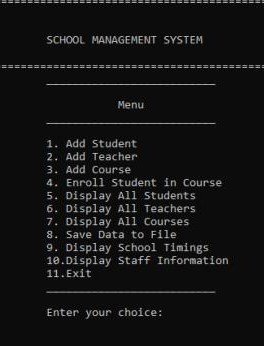 SCHOOL MANAGEMENT SYSTEM
Menu
1. Add Student
2. Add Teacher
3. Add Course
4. Enroll Student in Course
5. Display All Students
6. Display All Teachers
7. Display All Courses
8. Save Data to File
9. Display School Timings
10.Display Staff Information
11.Exit
Enter your choice: